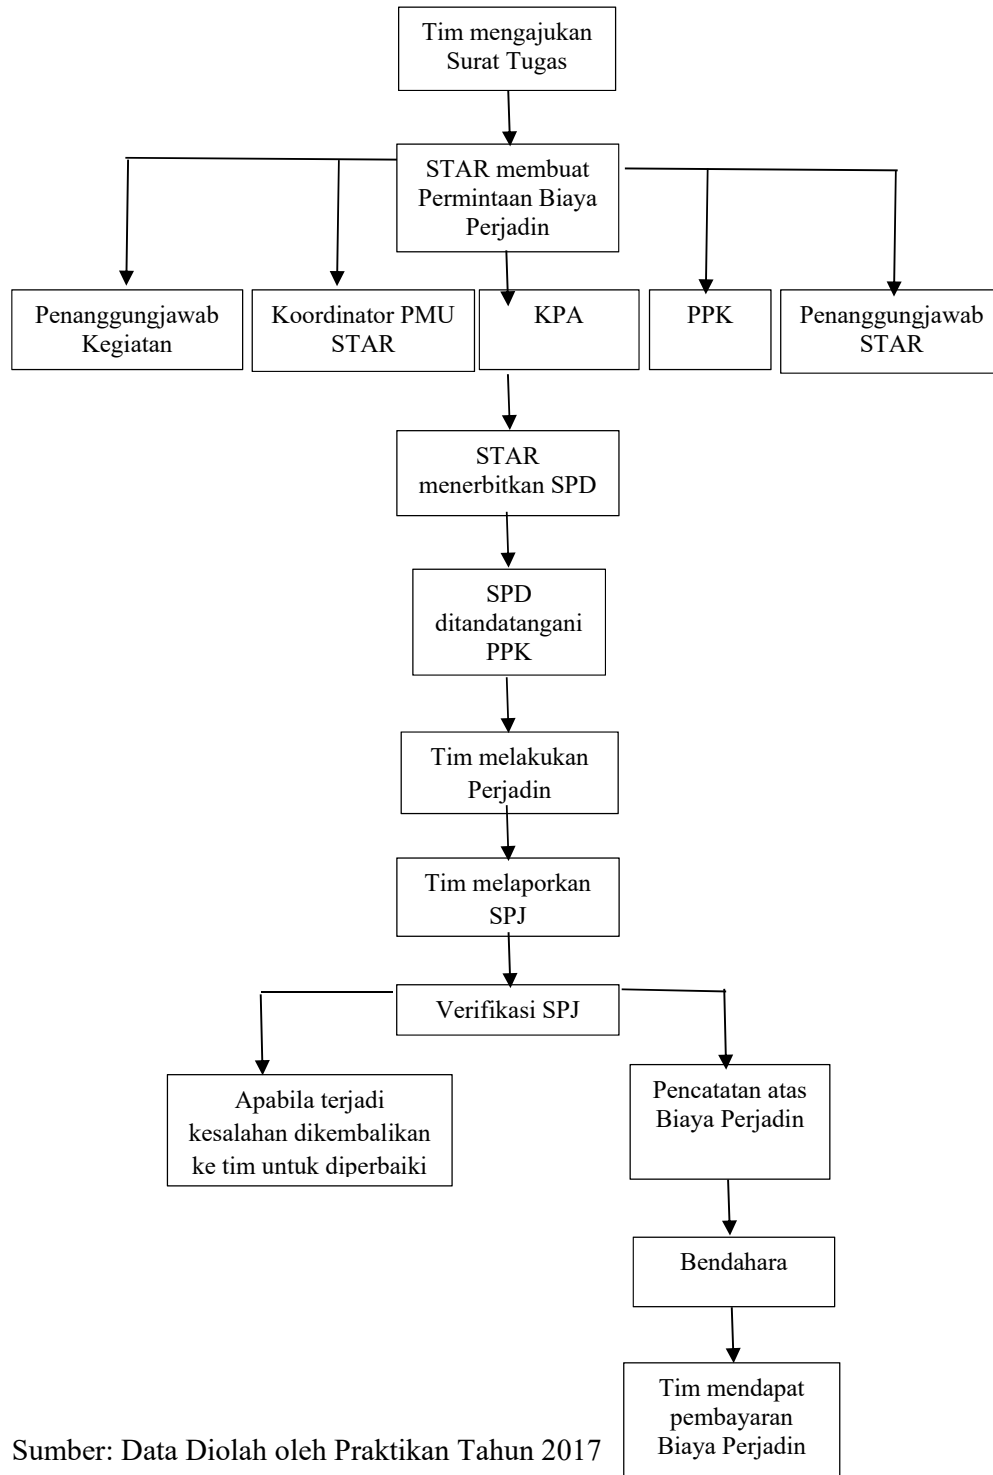 Tim mengajukan
Surat Tugas
STAR membuat
Permintaan Biaya
Perjadin
Penanggungjawab
Kegiatan
Koordinator PMU
STAR
KPA
PPK
Penanggungjawab
STAR
STAR
menerbitkan SPD
SPD
ditandatangani
PPK
Tim melakukan
Perjadin
Tim melaporkan
SPJ
Verifikasi SPJ
Apabila terjadi
kesalahan dikembalikan
ke tim untuk diperbaiki
Pencatatan atas
Biaya Perjadin
Bendahara
Tim mendapat
pembayaran
Biaya Perjadin
Sumber: Data Diolah oleh Praktikan Tahun 2017